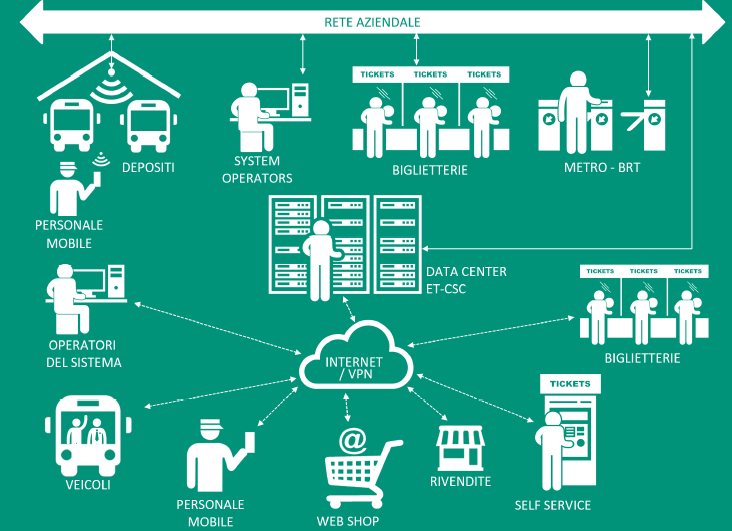 RETE AZIENDALE
TICKETS TICKETS TICKETS
DEPOSITI
SYSTEM
OPERATORS
BIGLIETTERIE
METRO - BRT
PERSONALE
MOBILE
DATA CENTER
ET-CSC
TICKETS TICKETS TICKETS
OPERATORI
DEL SISTEMA
INTERNET
/ VPN
BIGLIETTERIE
TICKETS
@
VEICOLI
PERSONALE
MOBILE
WEB SHOP
RIVENDITE
SELF SERVICE